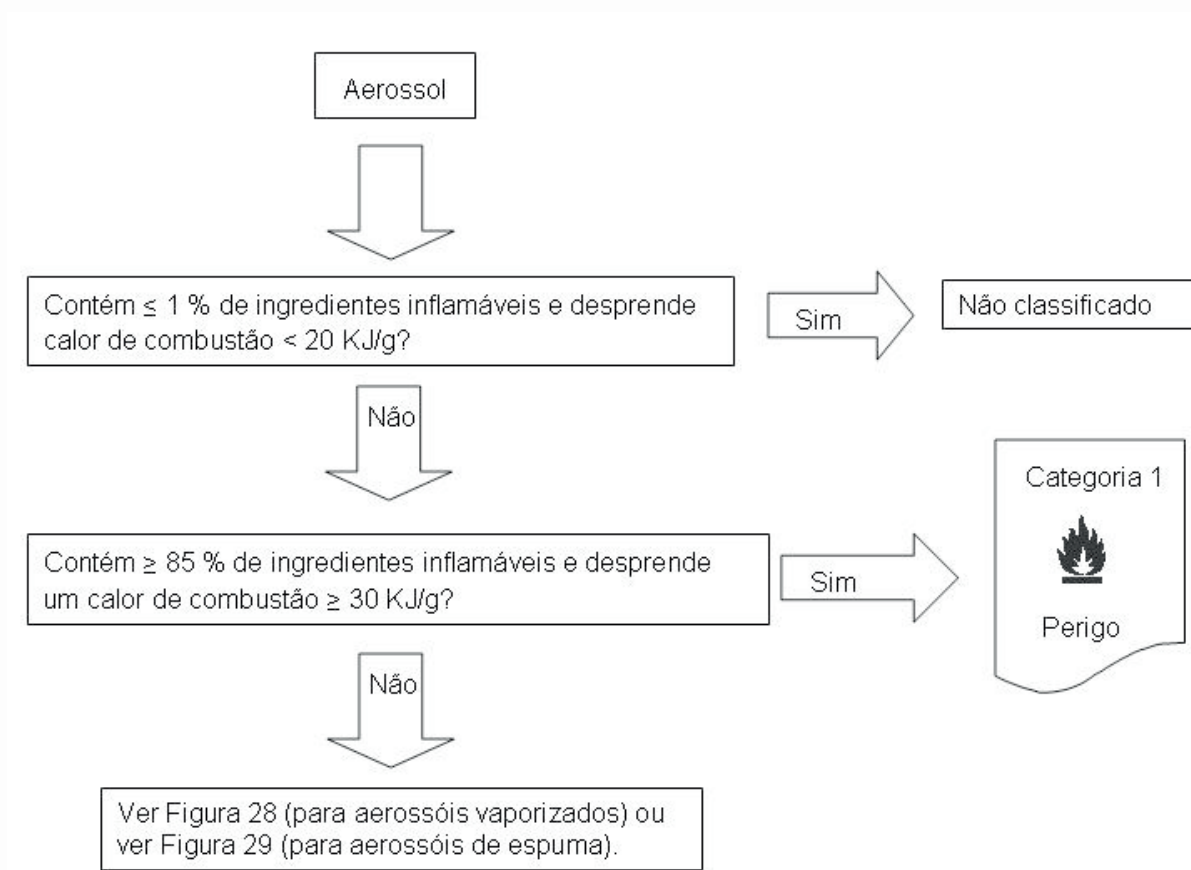 Aerossol
Contém ≤ 1 % de ingredientes inflamáveis e desprende
calor de combustão < 20 KJ/g?
Sim
Não classificado
Não
Contém ≥ 85 % de ingredientes inflamáveis e desprende
um calor de combustão ≥ 30 KJ/g?
Sim
Categoria 1
Perigo
Não
Ver Figura 28 (para aerossóis vaporizados) ou
ver Figura 29 (para aerossóis de espuma).